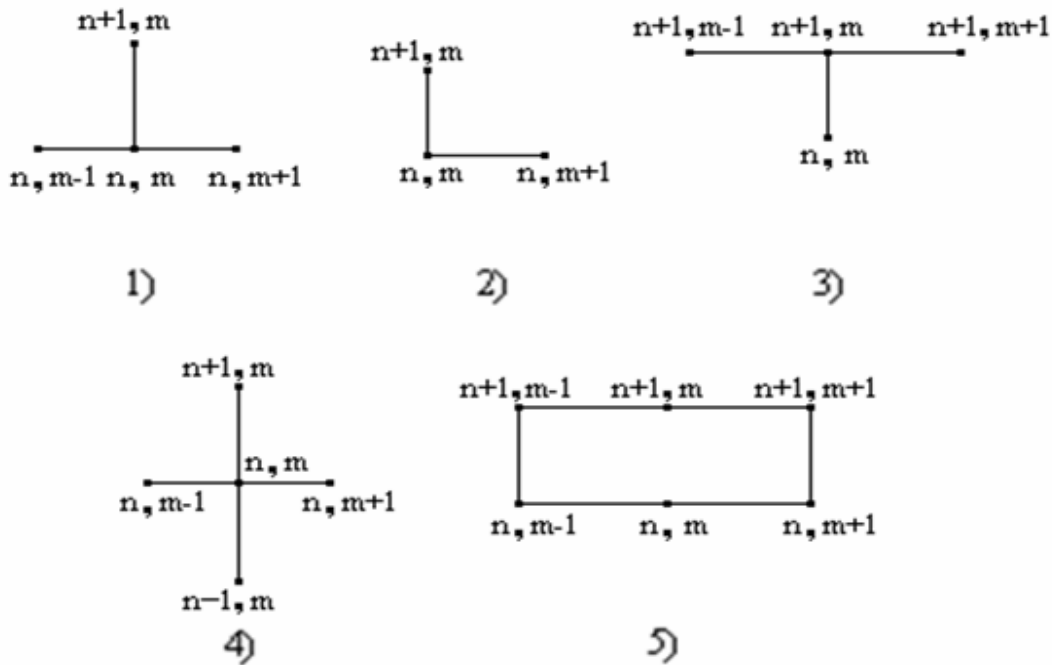 n+1, m
n, m-1 n, m n, m+1
1)
n+1, m
n, m n, m+1
2)
n+1, m-1 n+1, m n+1, m+1
n, m
3)
n+1, m
n, m
n, m-1 n, m+1
n−1, m
4)
n+1, m-1 n+1, m n+1, m+1
n, m-1 n, m n, m+1
5)